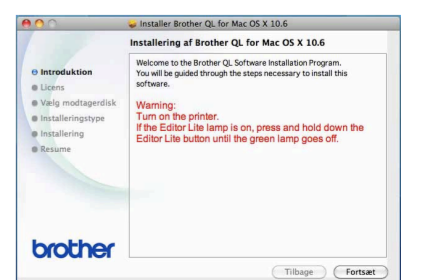 Installer Brother QL for Mac OS X 10.6
Installering af Brother QL for Mac OS X 10.6
Introduktion
Licens
Vælg modtagerdisk
Installeringstype
Installering
Resume
Welcome to the Brother QL Software Installation Program.
You will be guided through the steps necessary to install this
software.
Warning:
Turn on the printer.
If the Editor Lite lamp is on, press and hold down the
Editor Lite button until the green lamp goes off.
brother
Tilbage
Fortsæt